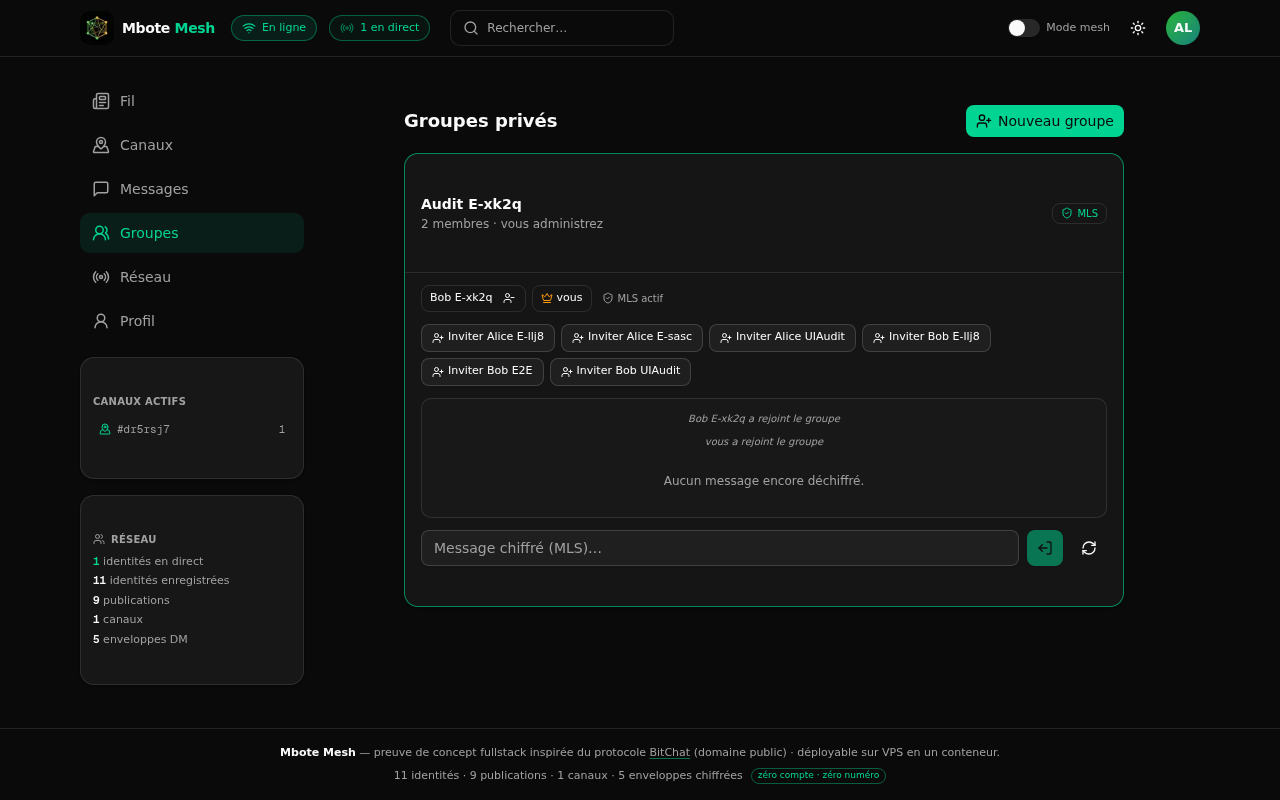 Mbote Mesh
En ligne
1 en direct
Rechercher…
Mode mesh
AL
Fil
Canaux
Messages
Groupes
Réseau
Profil
CANAUX ACTIFS
#dr5rsj7 1
RÉSEAU
1 identités en direct
11 identités enregistrées
9 publications
1 canaux
5 enveloppes DM
Groupes privés
Nouveau groupe
Audit E-xk2q
2 membres · vous administrez
MLS
Bob E-xk2q
vous
MLS actif
Inviter Alice E-llj8
Inviter Alice E-sasc
Inviter Alice UIAudit
Inviter Bob E-llj8
Inviter Bob E2E
Inviter Bob UIAudit
Bob E-xk2q a rejoint le groupe
vous a rejoint le groupe
Aucun message encore déchiffré.
Message chiffré (MLS)…
Mbote Mesh — preuve de concept fullstack inspirée du protocole BitChat (domaine public) · déployable sur VPS en un conteneur.
11 identités · 9 publications · 1 canaux · 5 enveloppes chiffrées
zéro compte · zéro numéro